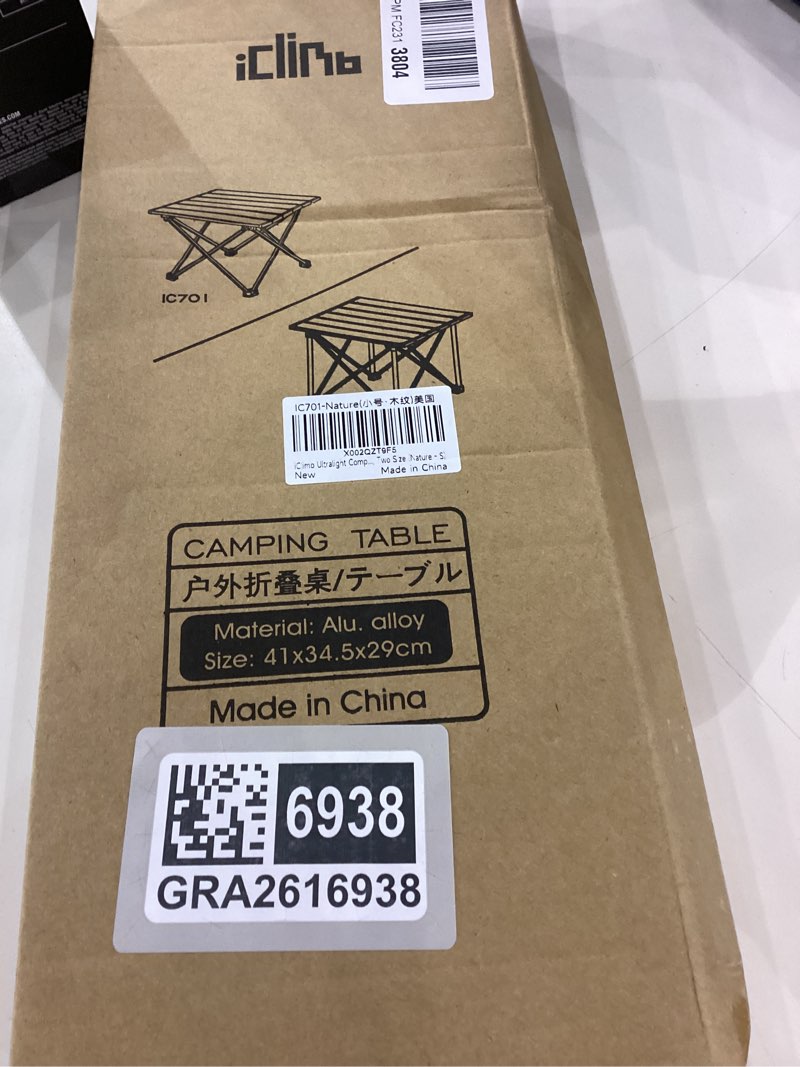 iClimb
PM FC231 3804
IC701
IC701-Nature(小号·木纹)美国
X002QZT9F5
iClimb Ultralight Comp... Two Size (Nature - S)
New Made in China
CAMPING TABLE
户外折叠桌/テーブル
Material: Alu. alloy
Size: 41x34.5x29cm
Made in China
6938
GRA2616938